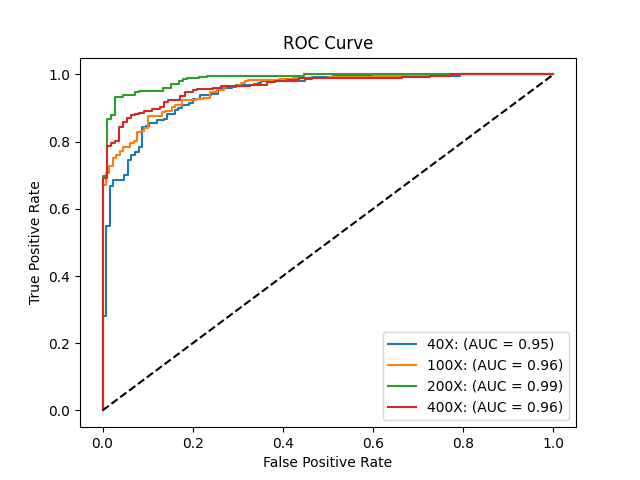 ROC Curve
True Positive Rate
1.0
0.8
0.6
0.4
0.2
0.0
40X: (AUC = 0.95)
100X: (AUC = 0.96)
200X: (AUC = 0.99)
400X: (AUC = 0.96)
0.0 0.2 0.4 0.6 0.8 1.0
False Positive Rate